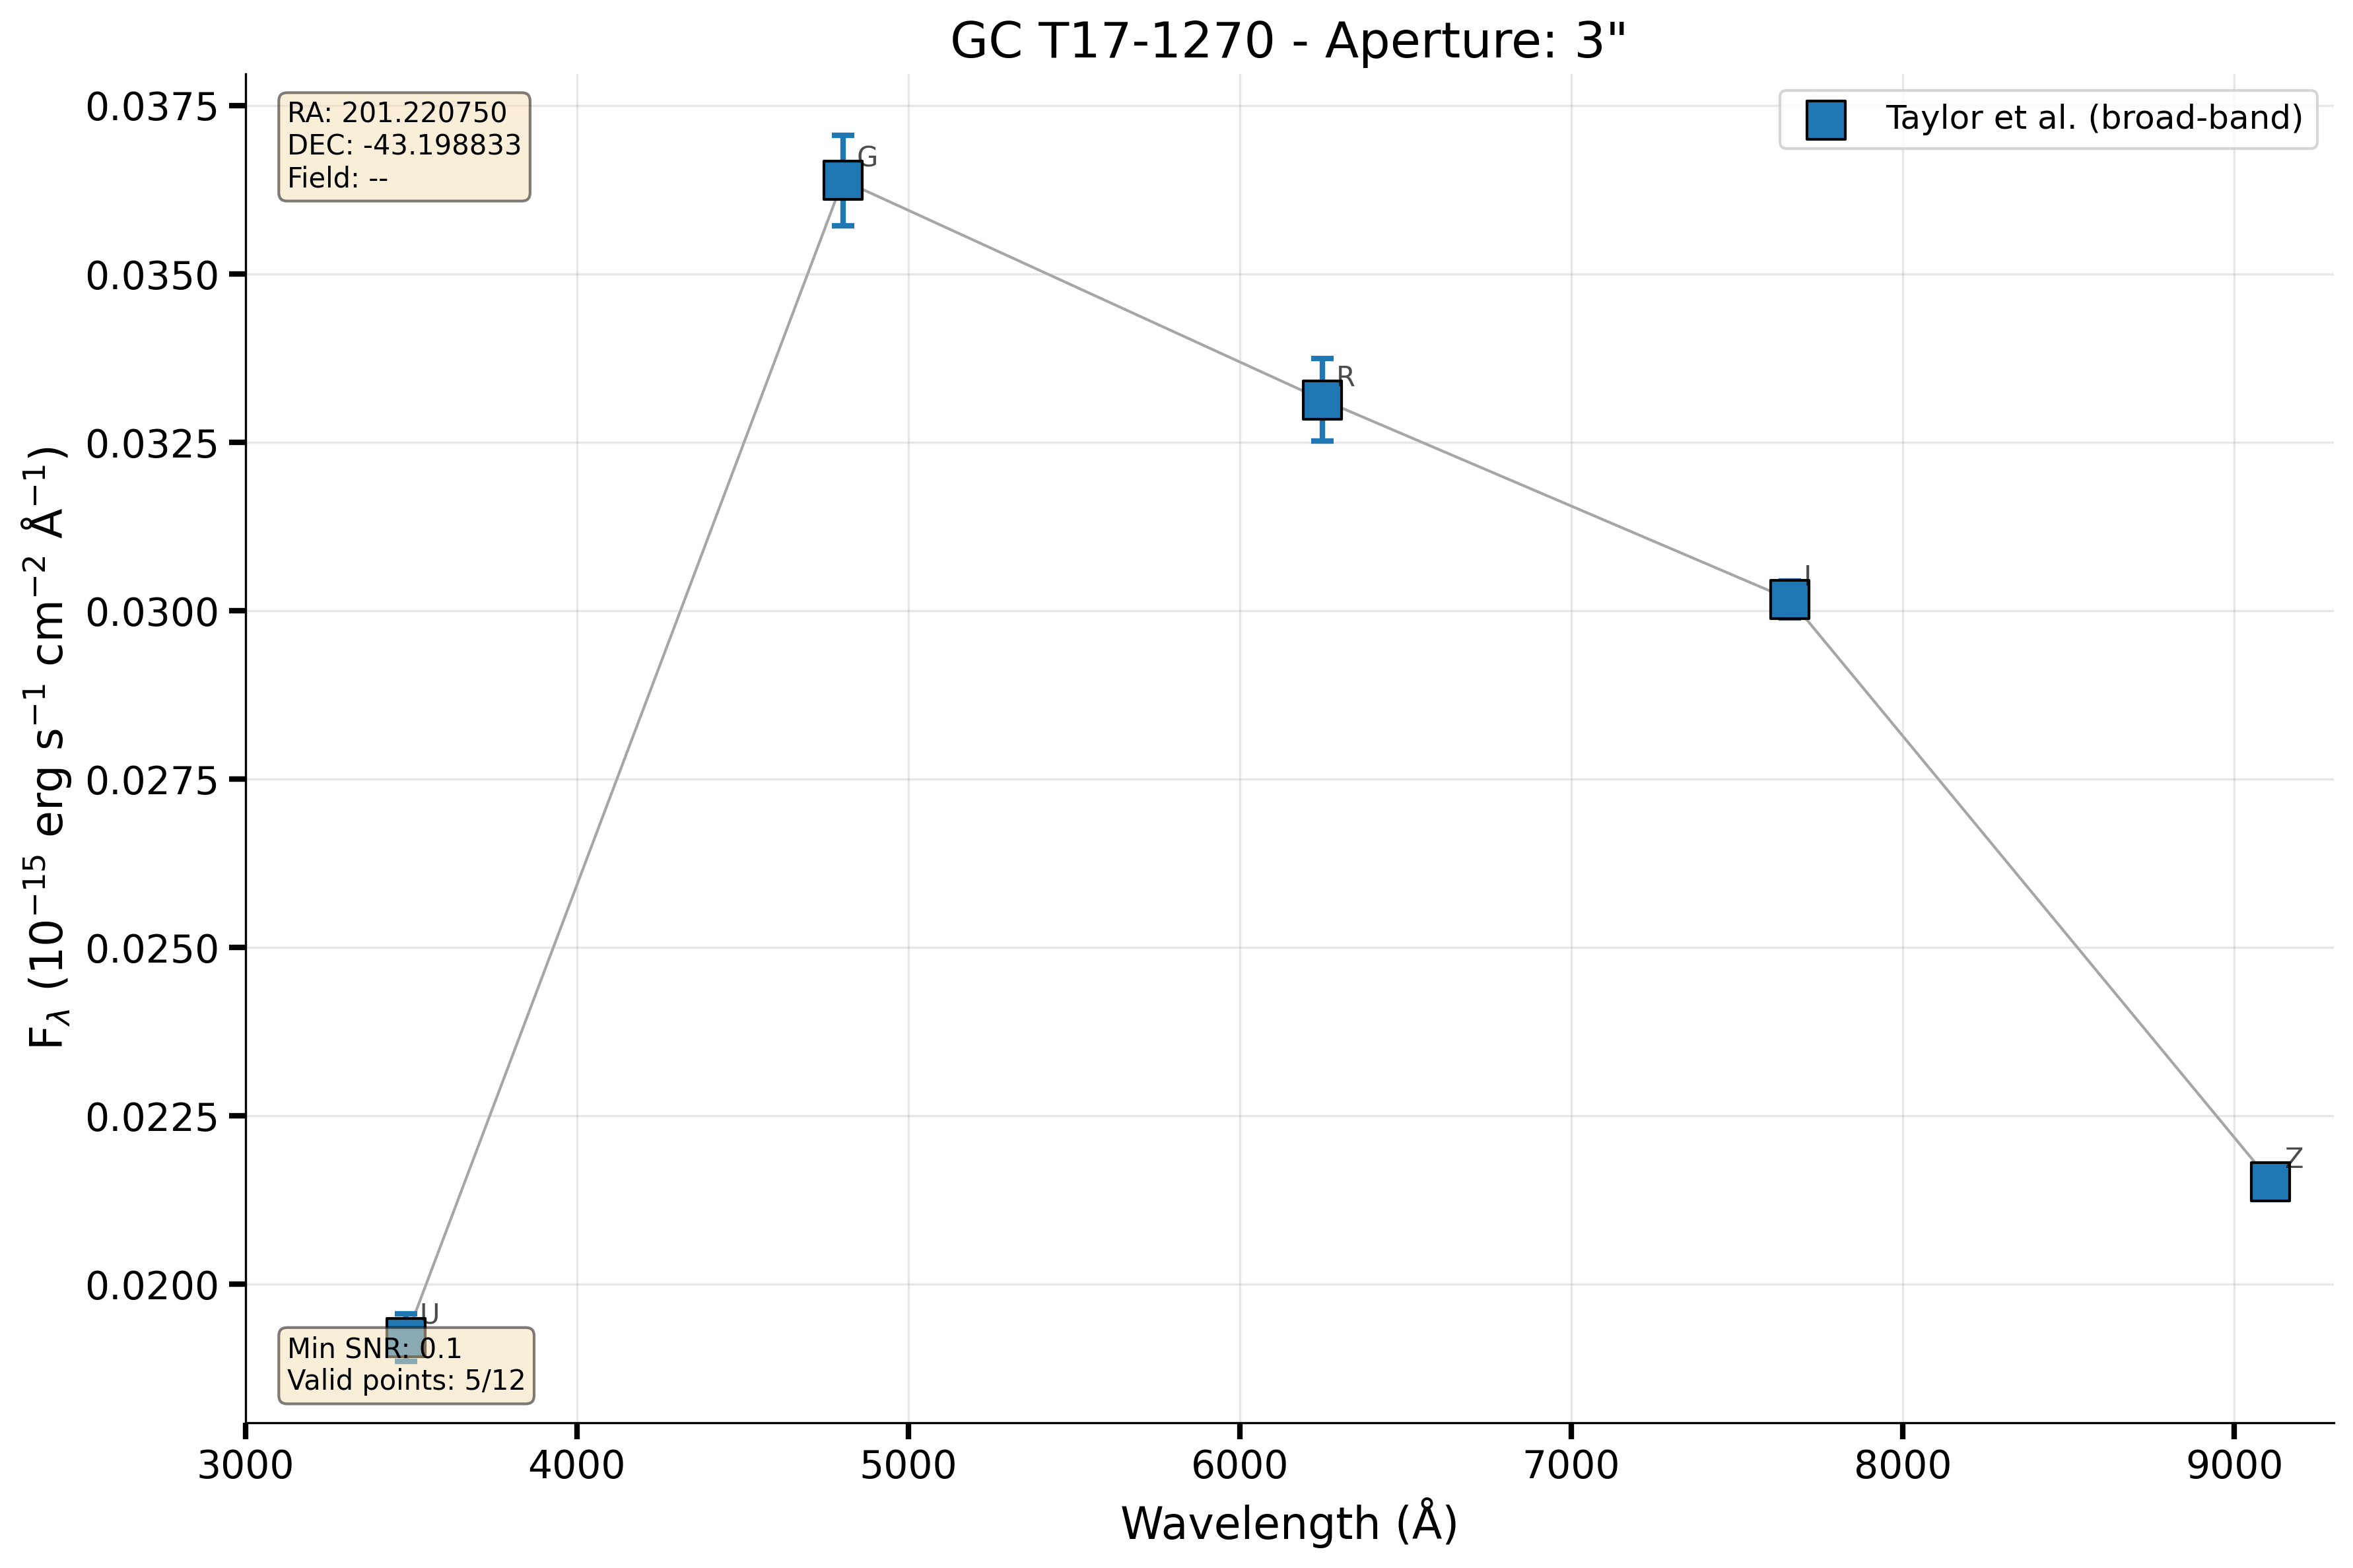 GC T17-1270 - Aperture: 3"
RA: 201.220750
DEC: -43.198833
Field: --
Taylor et al. (broad-band)
0.0375
0.0350
0.0325
0.0300
0.0275
0.0250
0.0225
0.0200
F_λ (10⁻¹⁵ erg s⁻¹ cm⁻² Å⁻¹)
G
R
I
Z
U
Min SNR: 0.1
Valid points: 5/12
3000 4000 5000 6000 7000 8000 9000
Wavelength (Å)